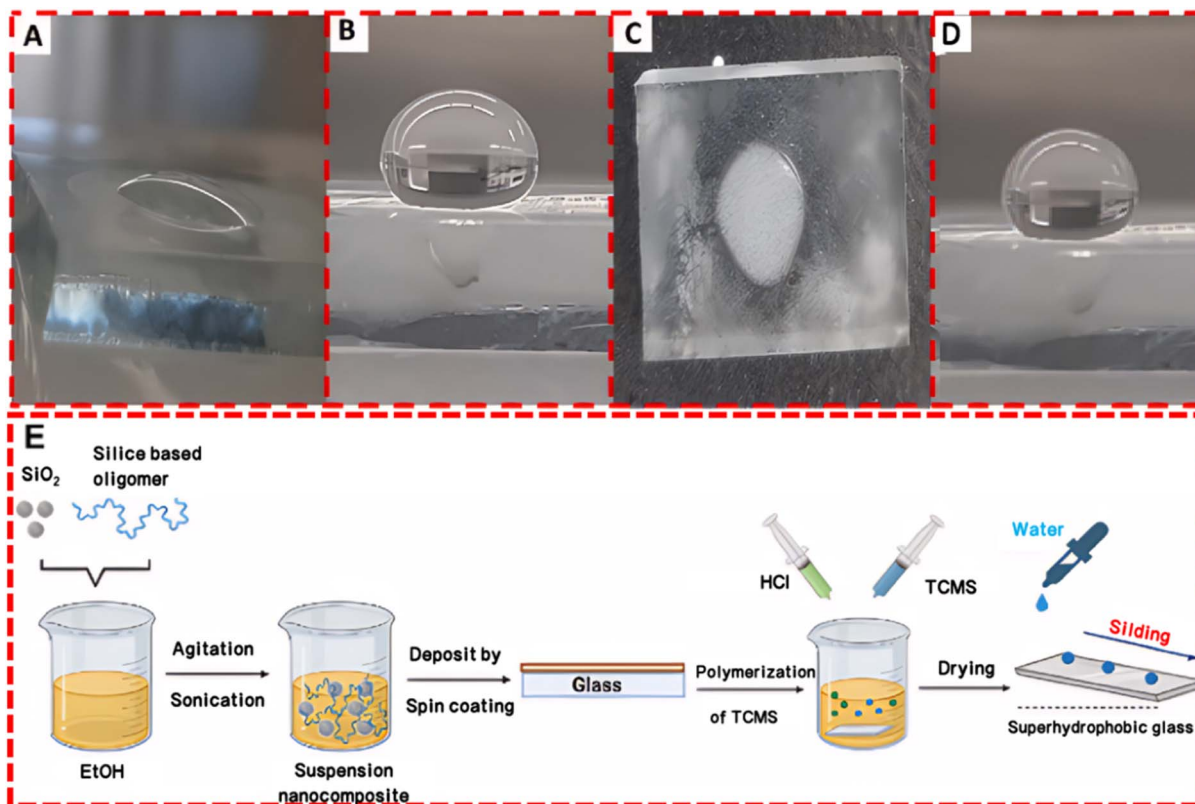 A
B
C
D
E
Silice based
oligomer
SiO₂
HCl
TCMS
Water
Agitation
Sonication
Deposit by
Spin coating
Glass
Polymerization
of TCMS
Drying
Silding
Superhydrophobic glass
EtOH
Suspension
nanocomposite